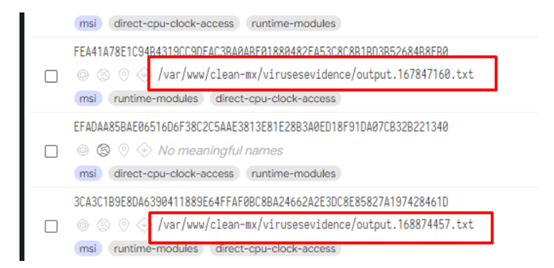 msi direct-cpu-clock-access runtime-modules
FEA41A78E1C94B4319CC9DFAC3BA0ABF01880482FA53C8C8B1BD3B52684B8FB0
/var/www/clean-mx/virusesevidence/output.167847160.txt
msi runtime-modules direct-cpu-clock-access
EFADAA85BAE06516D6F38C2C5AAE3813E81E28B3A0ED18F91DA07CB32B221340
No meaningful names
msi direct-cpu-clock-access runtime-modules
3CA3C1B9E8DA6390411889E64FFAF0BC8BA24662A2E3DC8E85827A197428461D
/var/www/clean-mx/virusesevidence/output.168874457.txt
msi runtime-modules direct-cpu-clock-access